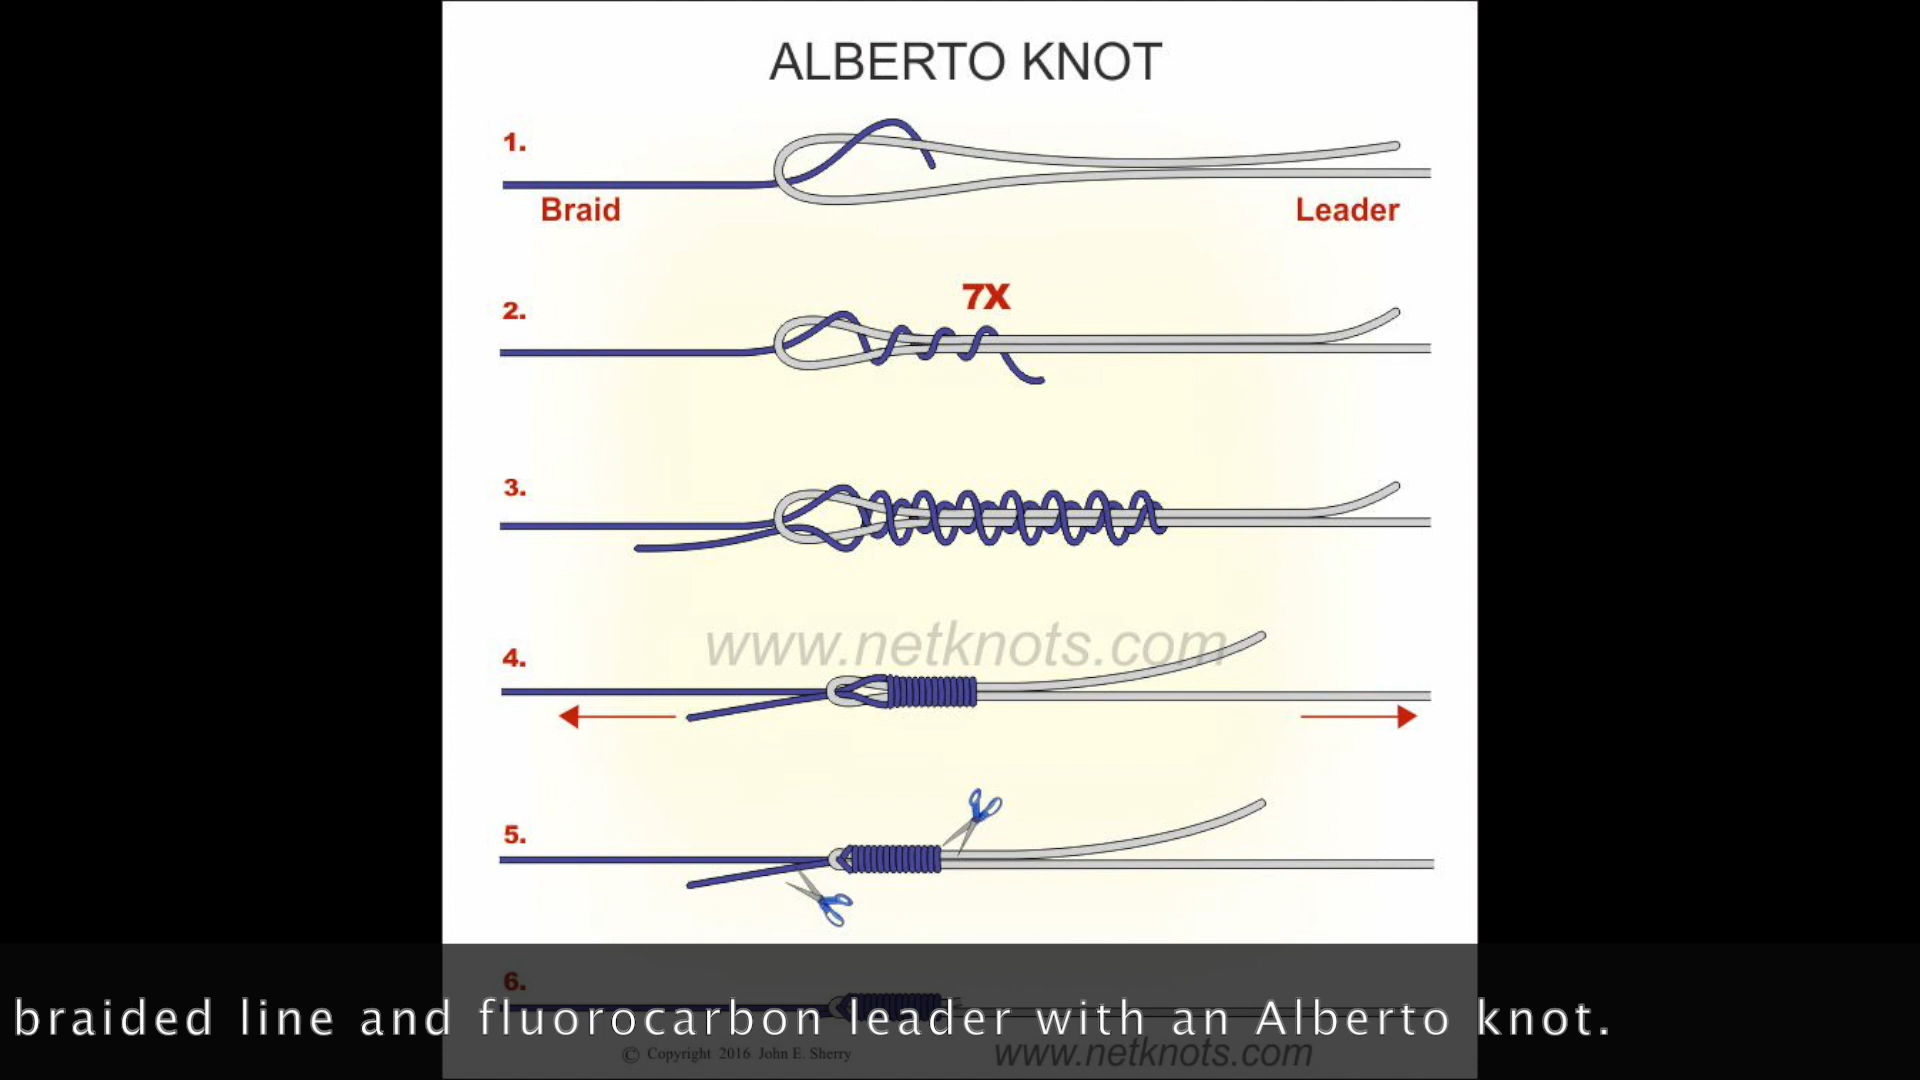 ALBERTO KNOT
1.
Braid
Leader
2.
7X
3.
www.netknots.com
4.
5.
6.
braided line and fluorocarbon leader with an Alberto knot.
© Copyright 2016 John E. Sherry
www.netknots.com